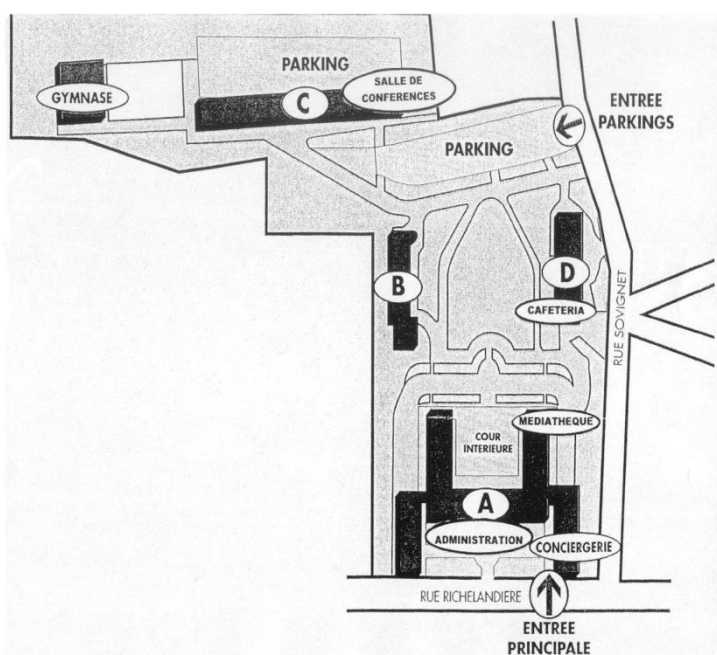 PARKING
SALLE DE
CONFERENCES
GYMNASE
C
ENTREE
PARKINGS
PARKING
B
D
CAFETERIA
RUE SOVIGNET
MEDIATHEQUE
COUR
INTERIEURE
A
ADMINISTRATION
CONCIERGERIE
RUE RICHELANDIERE
ENTREE
PRINCIPALE